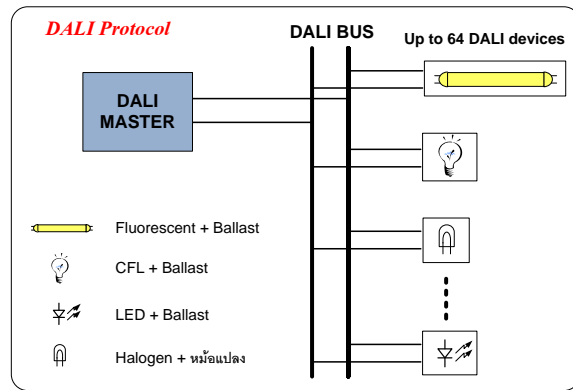 DALI Protocol
DALI BUS
Up to 64 DALI devices
DALI
MASTER
Fluorescent + Ballast
CFL + Ballast
LED + Ballast
Halogen + หม้อแปลง